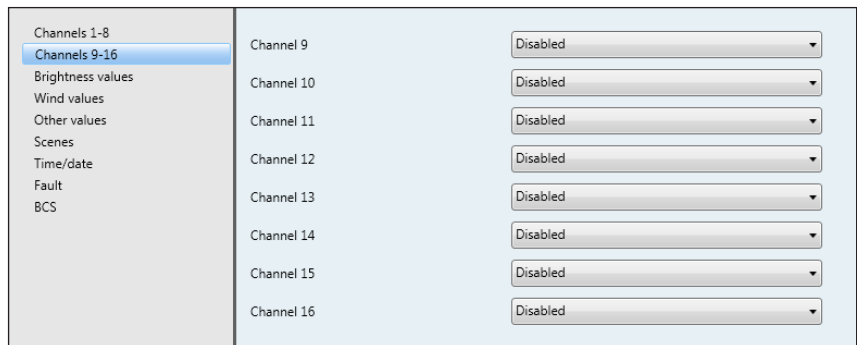 Channels 1-8
Channels 9-16
Brightness values
Wind values
Other values
Scenes
Time/date
Fault
BCS
Channel 9 Disabled
Channel 10 Disabled
Channel 11 Disabled
Channel 12 Disabled
Channel 13 Disabled
Channel 14 Disabled
Channel 15 Disabled
Channel 16 Disabled